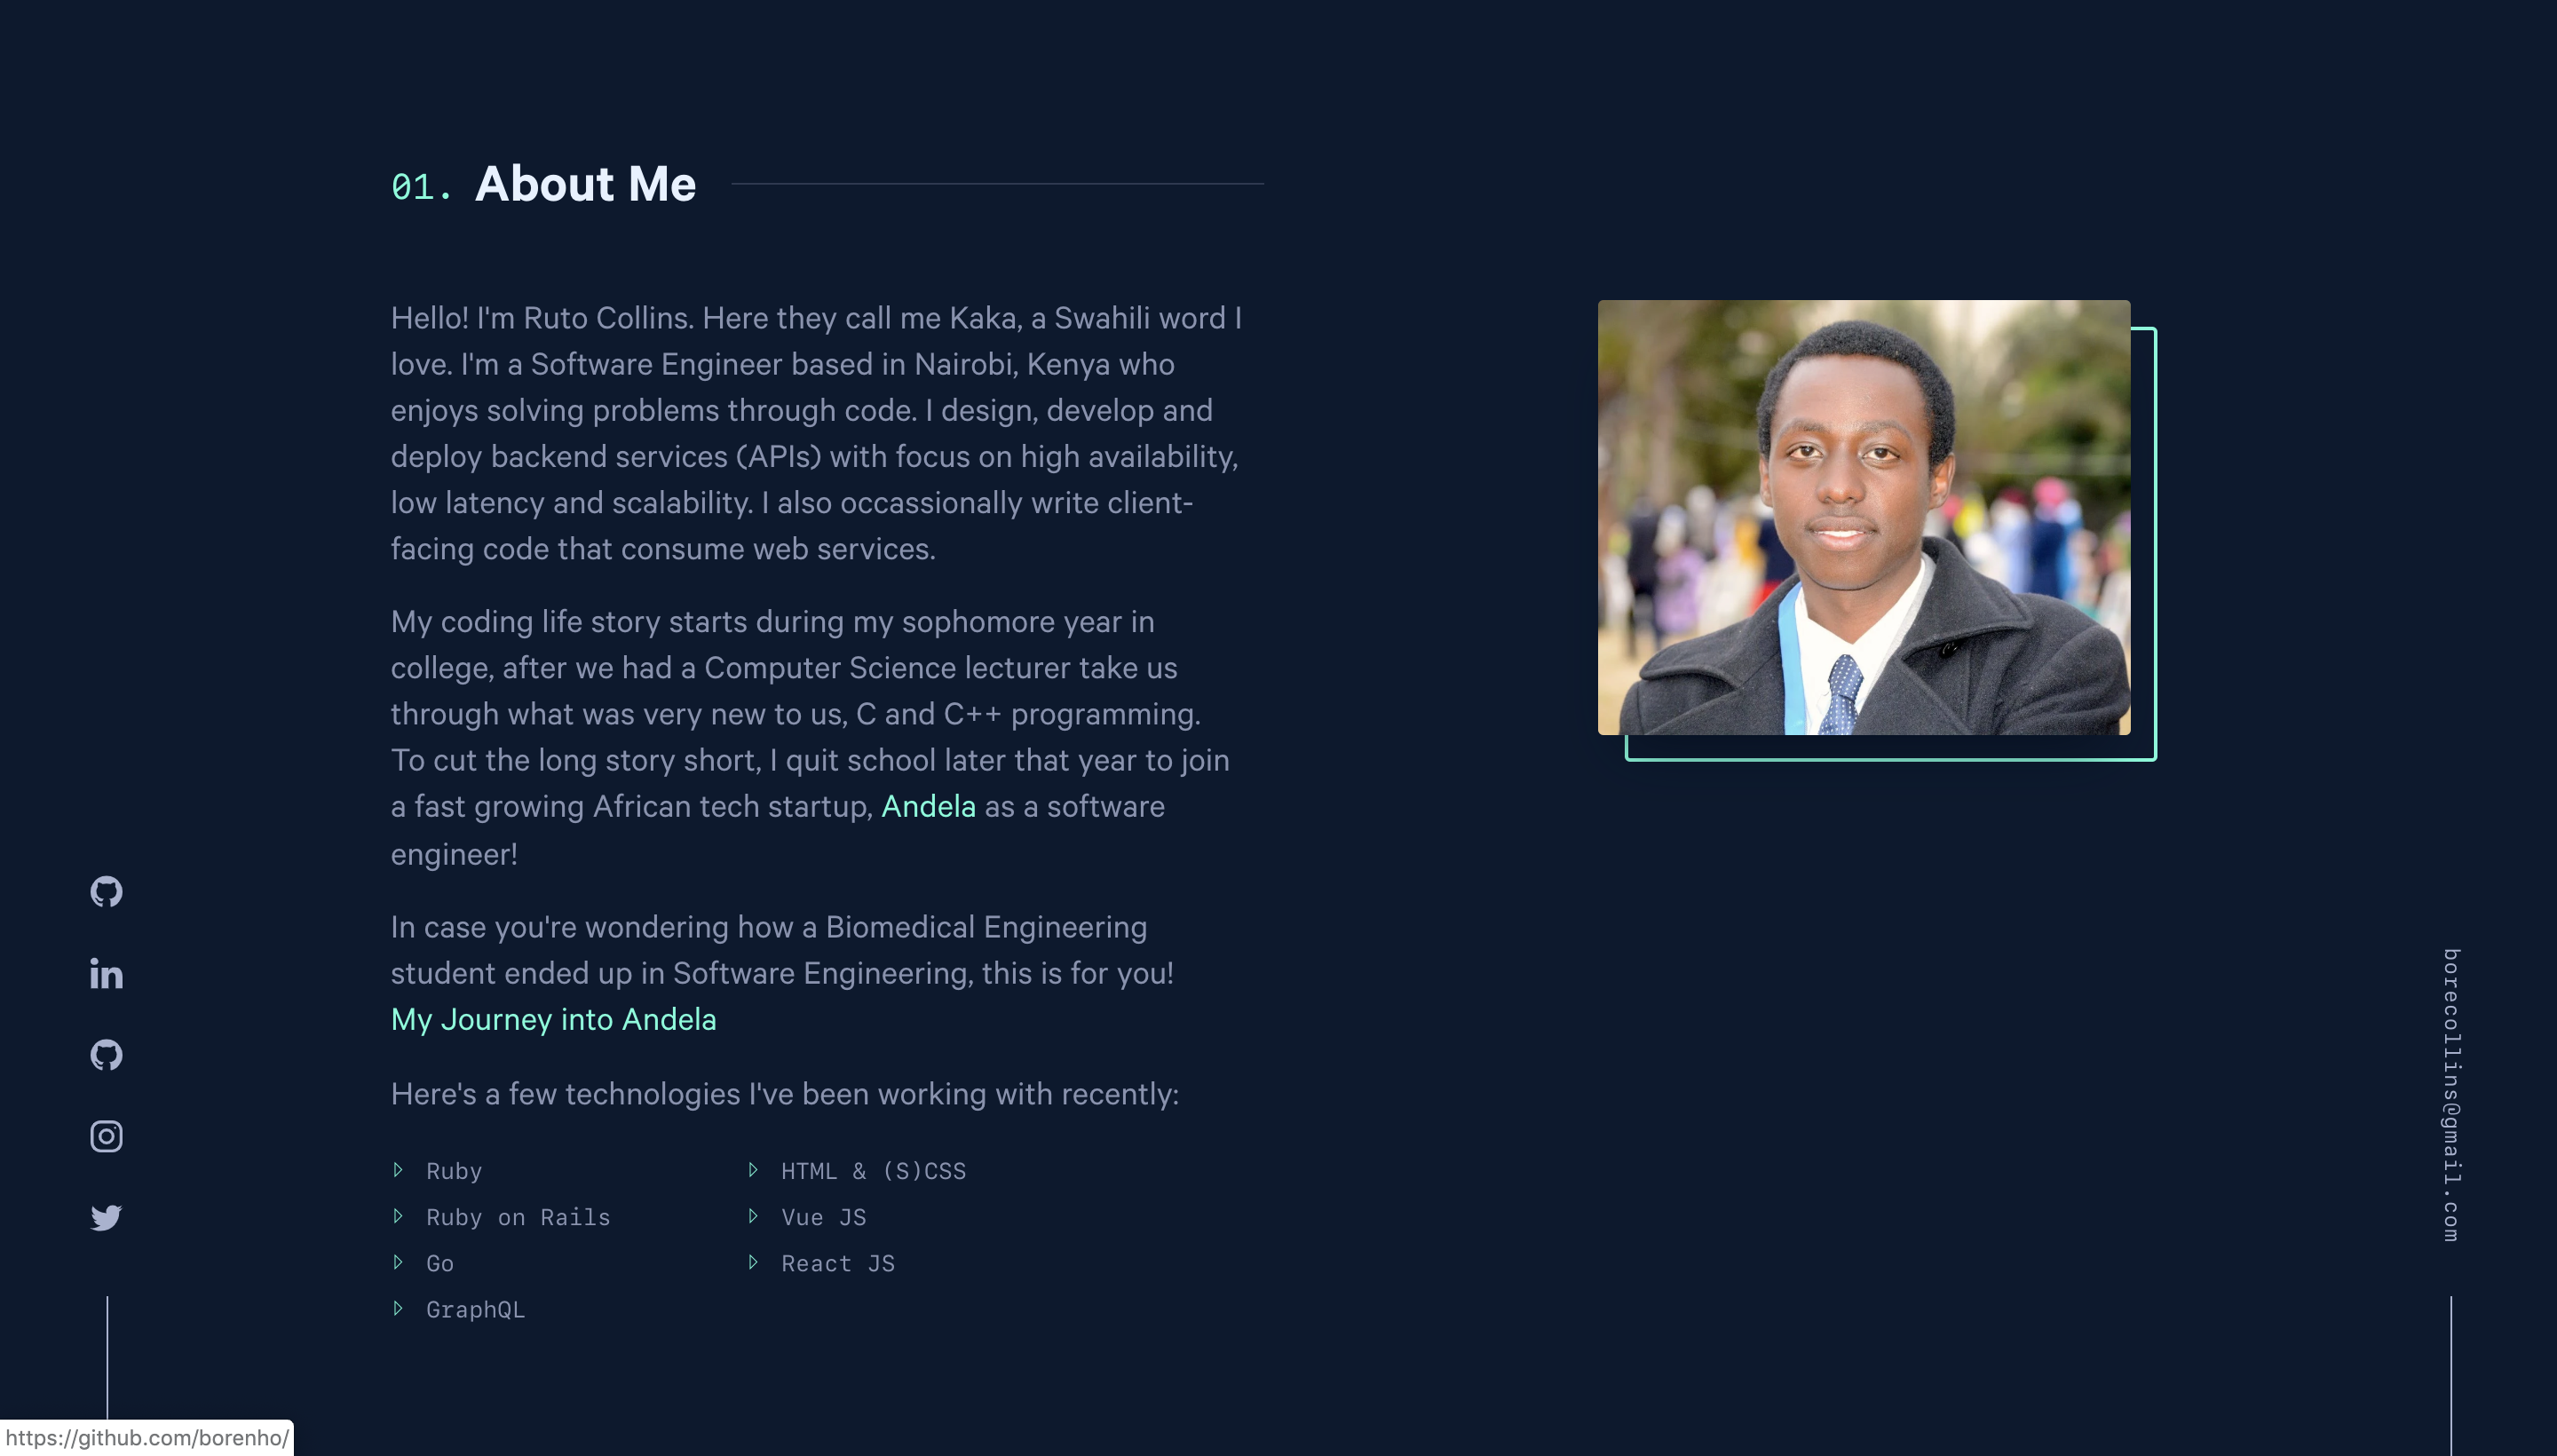 01. About Me
Hello! I'm Ruto Collins. Here they call me Kaka, a Swahili word I
love. I'm a Software Engineer based in Nairobi, Kenya who
enjoys solving problems through code. I design, develop and
deploy backend services (APIs) with focus on high availability,
low latency and scalability. I also occassionally write client-
facing code that consume web services.
My coding life story starts during my sophomore year in
college, after we had a Computer Science lecturer take us
through what was very new to us, C and C++ programming.
To cut the long story short, I quit school later that year to join
a fast growing African tech startup, Andela as a software
engineer!
In case you're wondering how a Biomedical Engineering
student ended up in Software Engineering, this is for you!
My Journey into Andela
Here's a few technologies I've been working with recently:
Ruby
Ruby on Rails
Go
GraphQL
HTML & (S)CSS
Vue JS
React JS
in
borecollins@gmail.com
https://github.com/borenho/